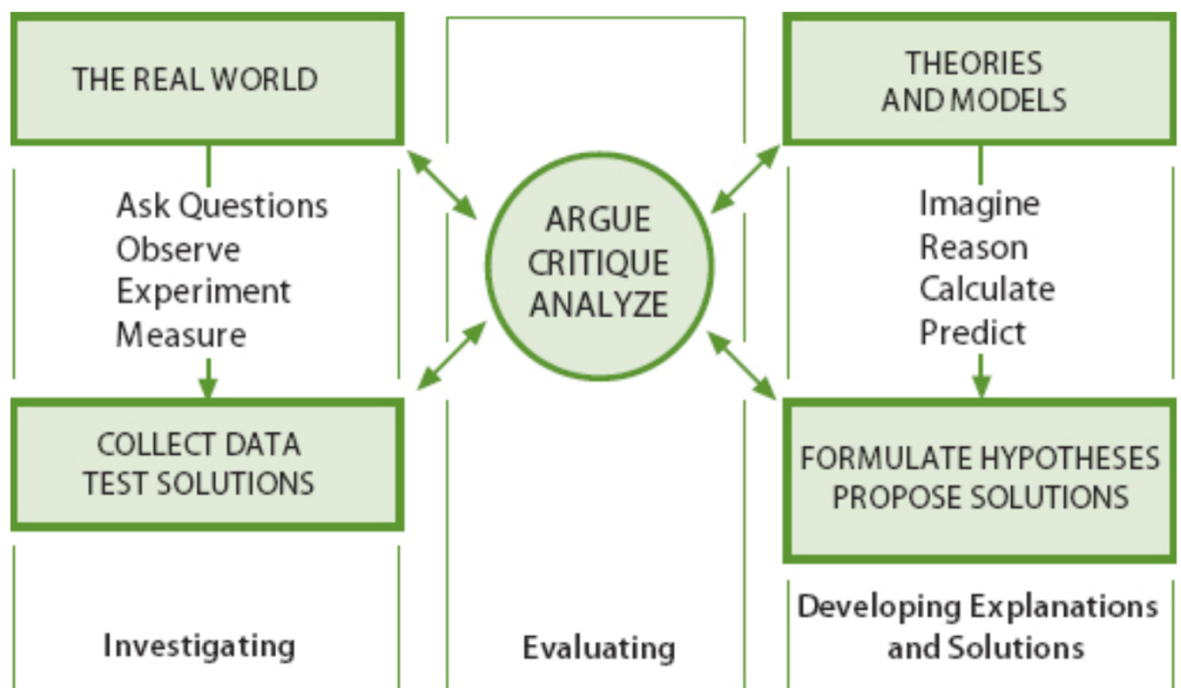 THE REAL WORLD
Ask Questions
Observe
Experiment
Measure
COLLECT DATA
TEST SOLUTIONS
Investigating
ARGUE
CRITIQUE
ANALYZE
Evaluating
THEORIES
AND MODELS
Imagine
Reason
Calculate
Predict
FORMULATE HYPOTHESES
PROPOSE SOLUTIONS
Developing Explanations
and Solutions